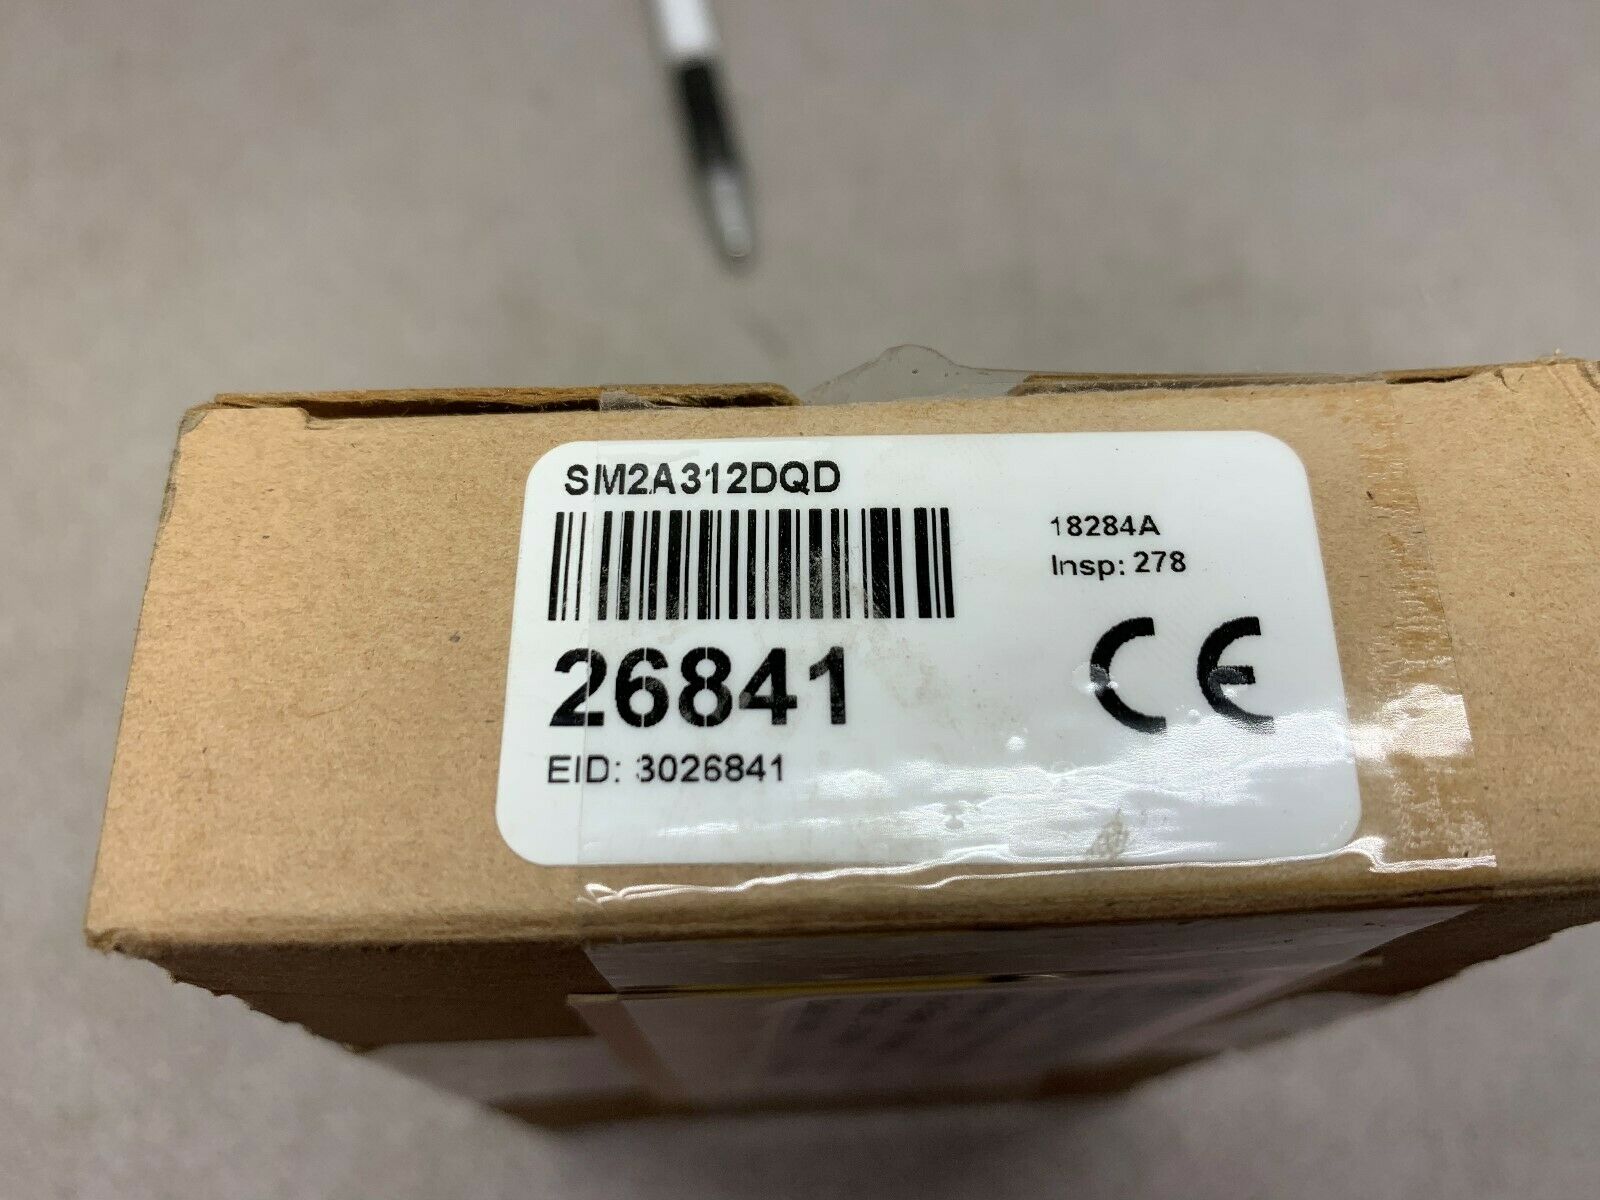 SM2A312DQD
18284A
Insp: 278
26841
CE
EID: 3026841